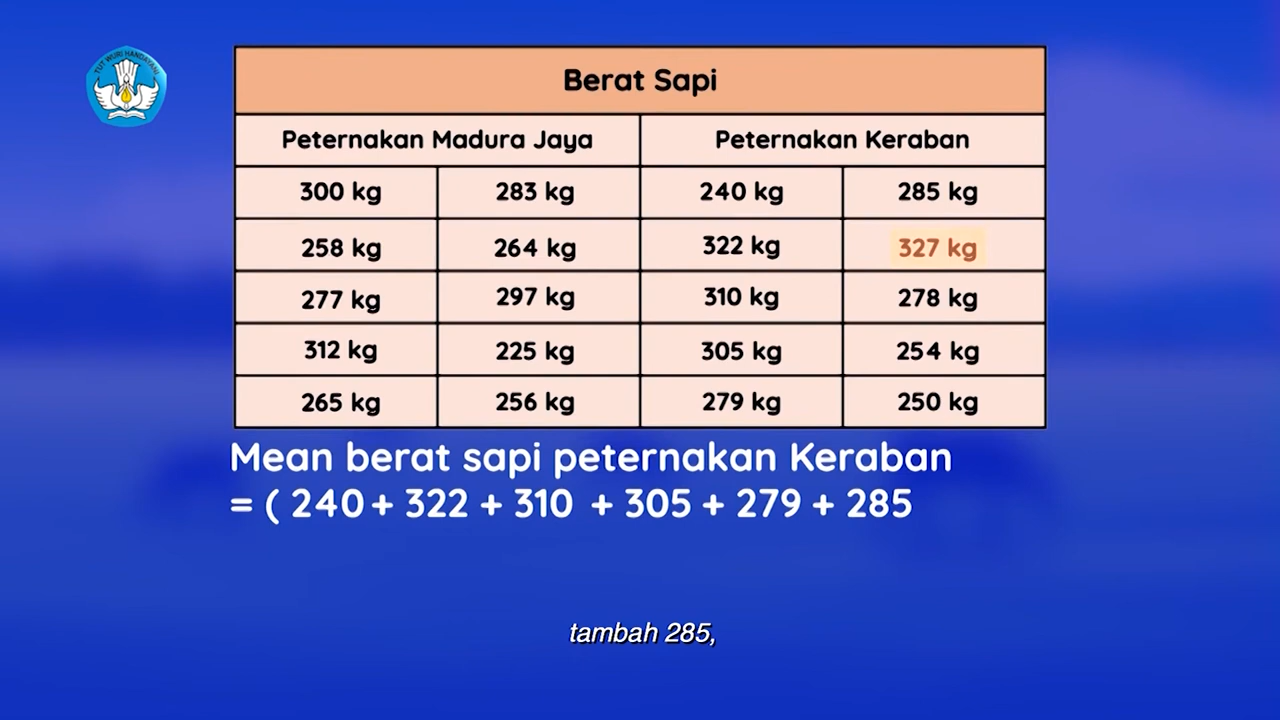 TUT WURI HANDAYANI
Berat Sapi
Peternakan Madura Jaya Peternakan Keraban
300 kg 283 kg 240 kg 285 kg
258 kg 264 kg 322 kg 327 kg
277 kg 297 kg 310 kg 278 kg
312 kg 225 kg 305 kg 254 kg
265 kg 256 kg 279 kg 250 kg
Mean berat sapi peternakan Keraban
= ( 240 + 322 + 310 + 305 + 279 + 285
tambah 285,